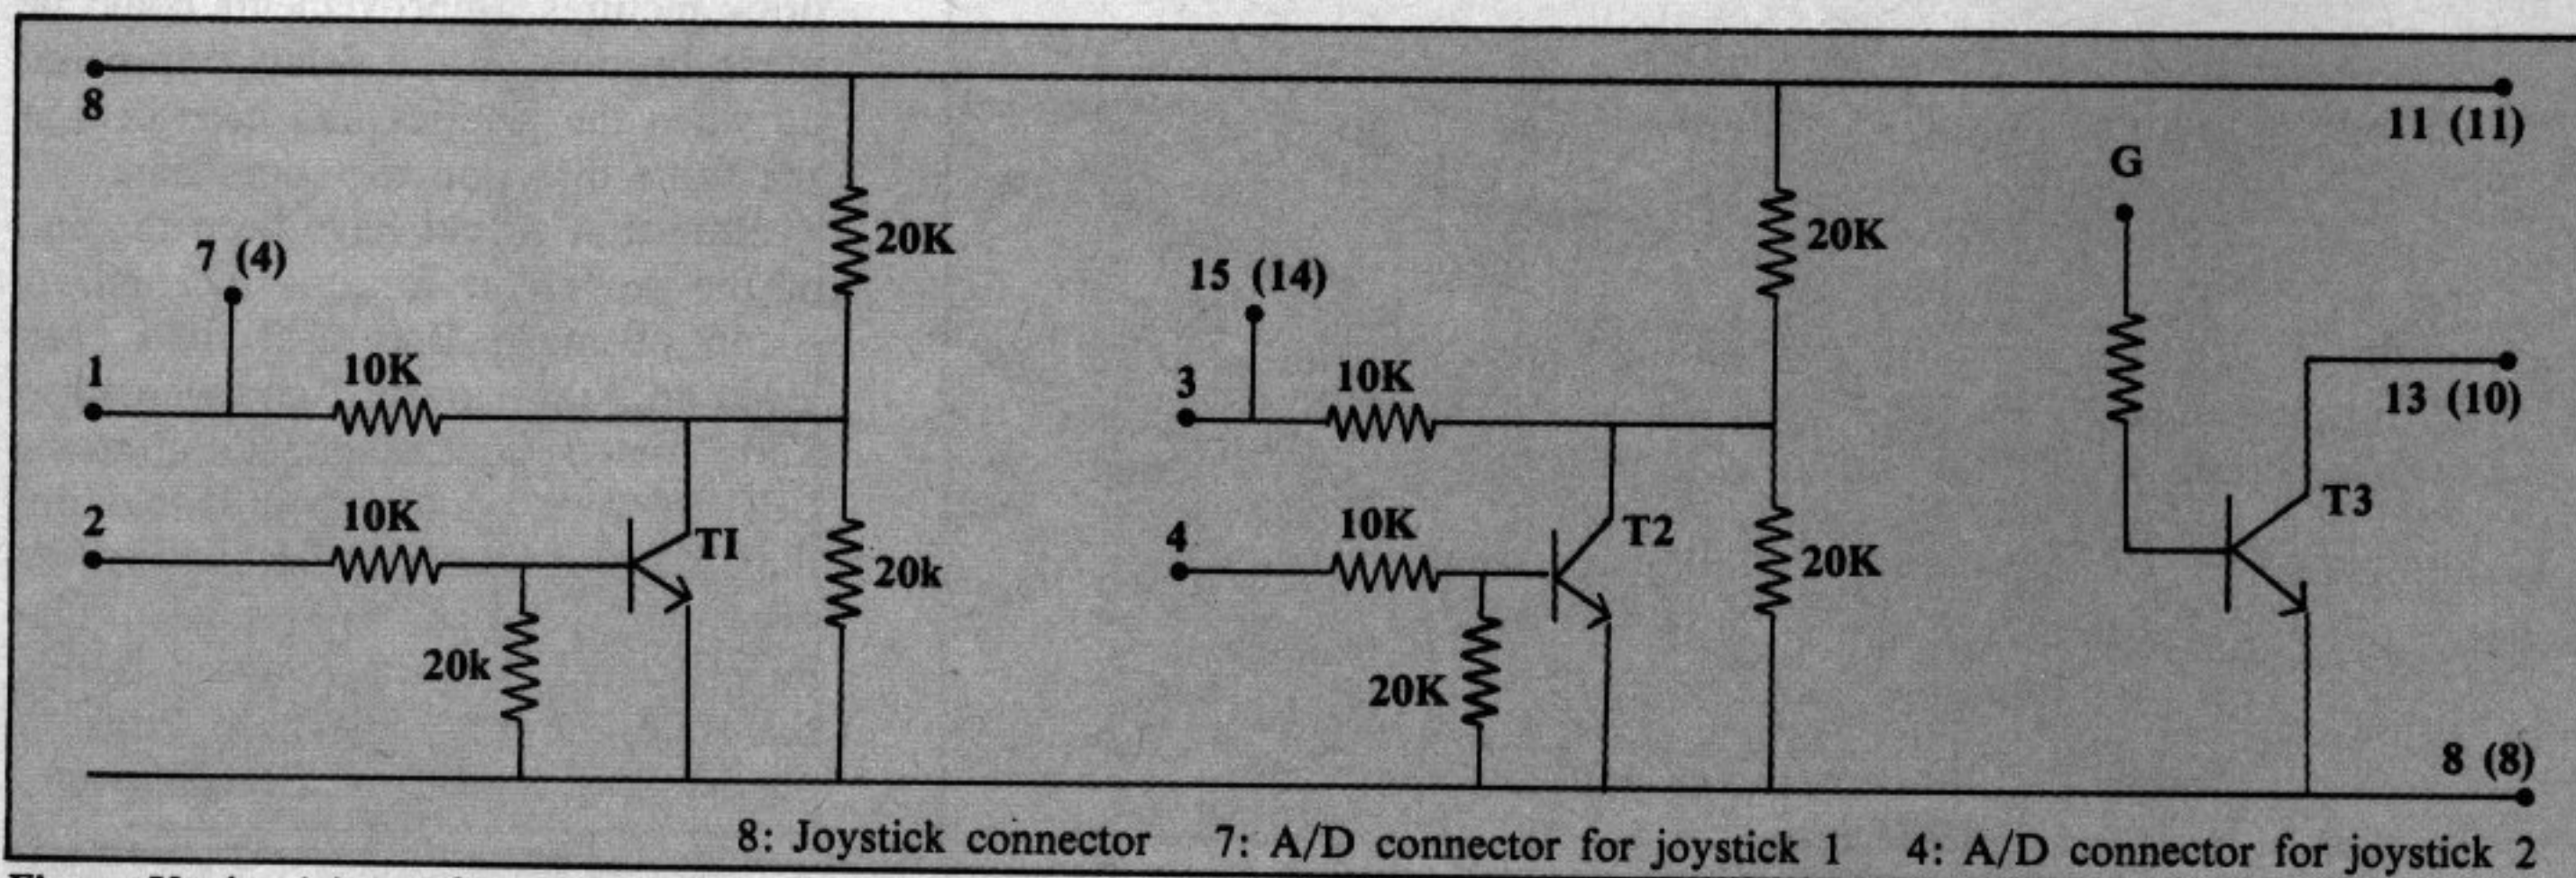 8
11 (11)
G
20K
20K
7 (4)
15 (14)
1
10K
3
10K
13 (10)
2
10K
TI
20k
4
10K
T2
20K
T3
20k
20K
8 (8)
8: Joystick connector 7: A/D connector for joystick 1 4: A/D connector for joystick 2